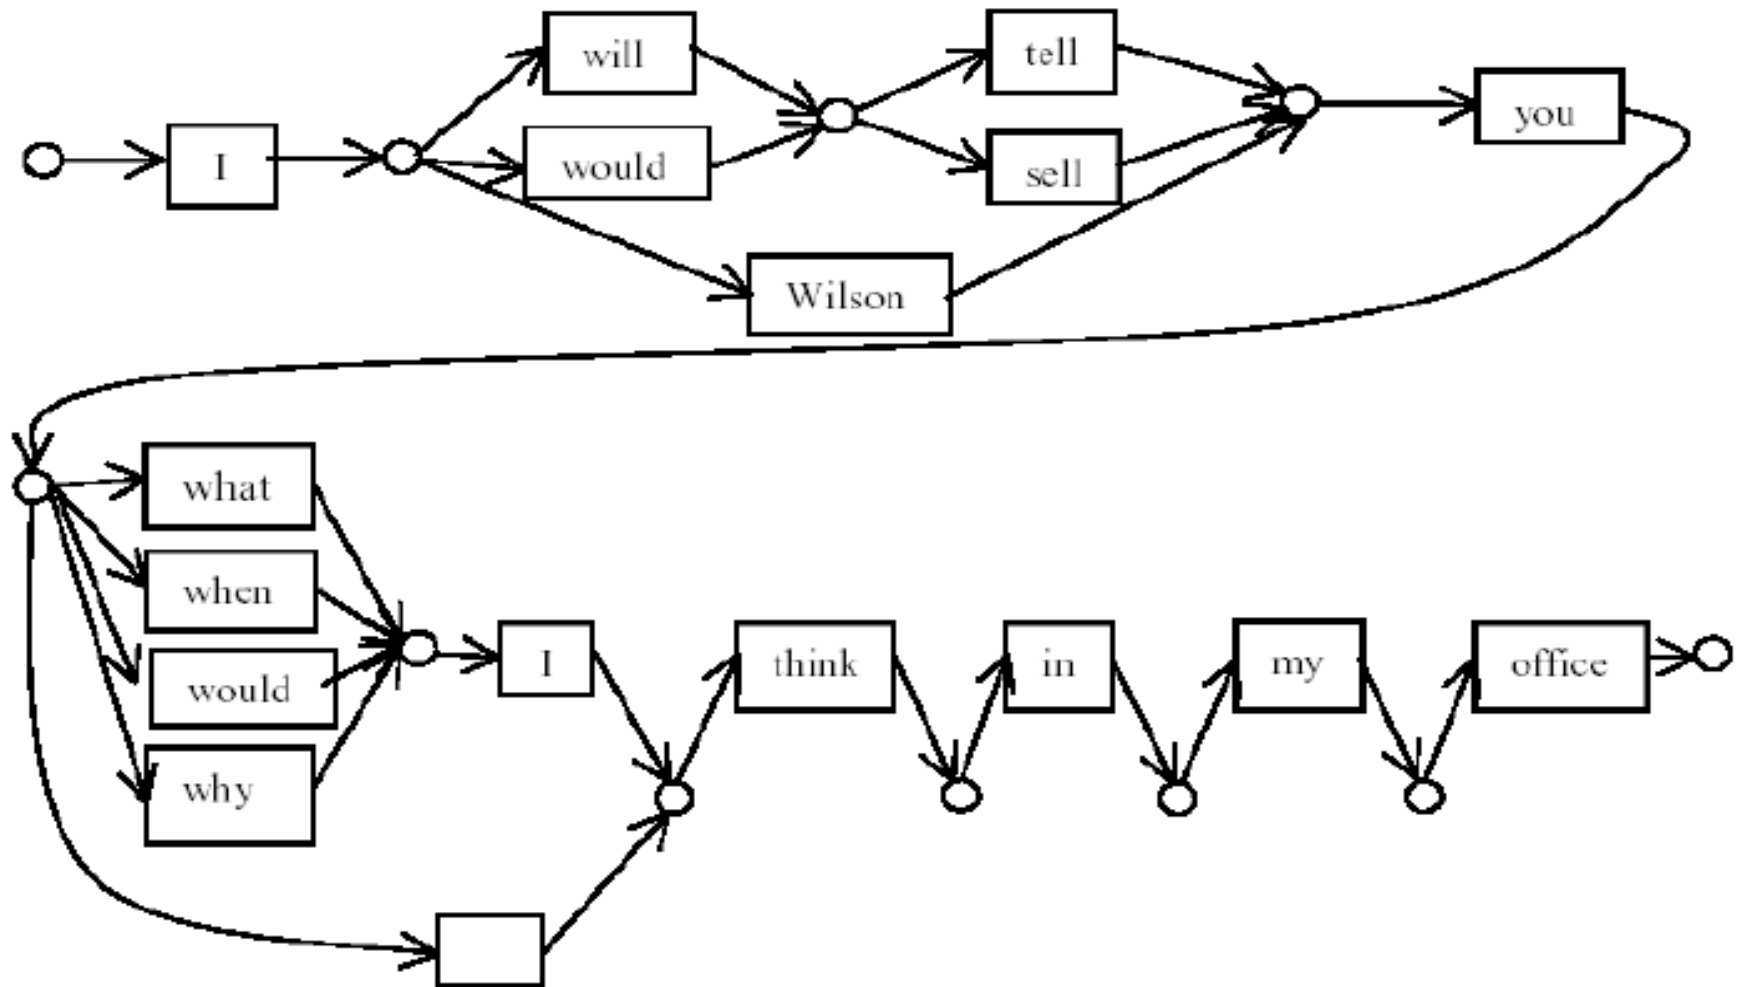 will
tell
I
would
sell
you
Wilson
what
when
would
why
I
think
in
my
office